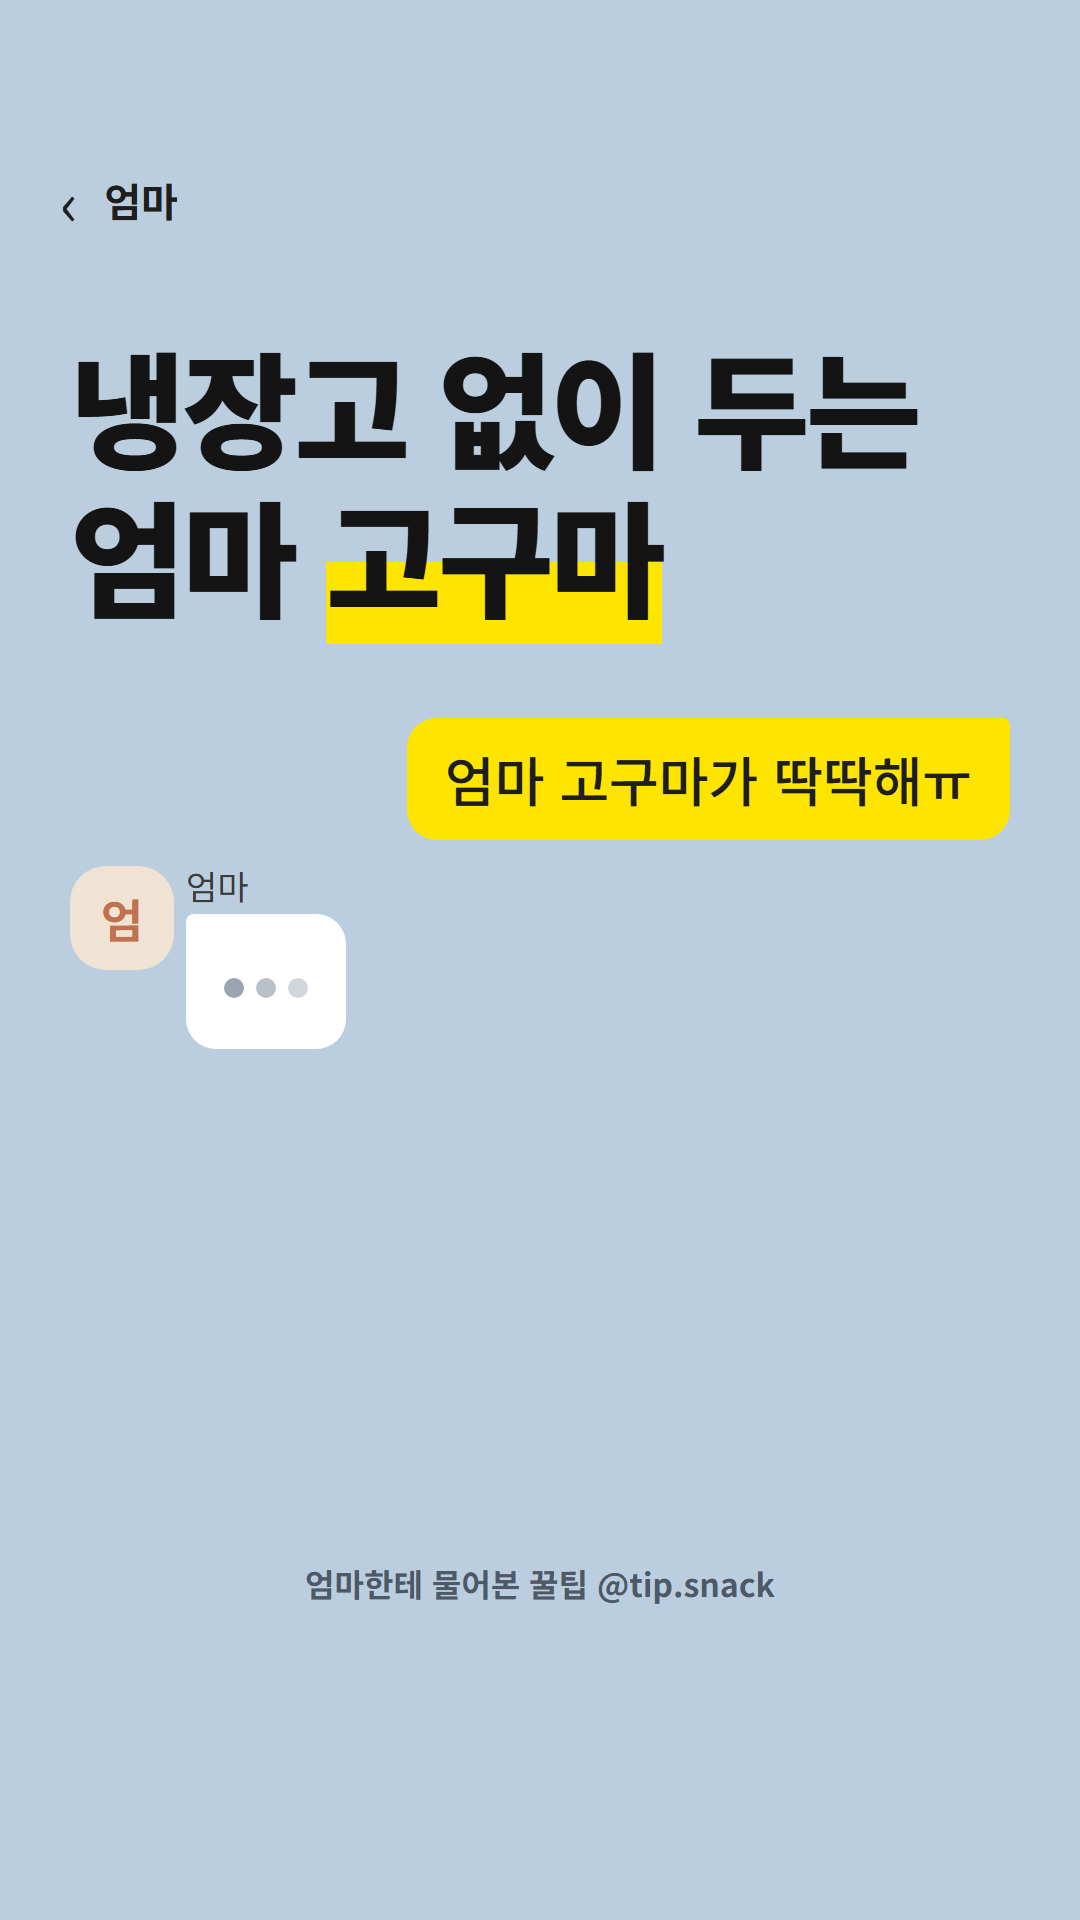 ‹ 엄마
냉장고 없이 두는
엄마 고구마
엄마 고구마가 딱딱해ㅠ
엄
엄마
엄마한테 물어본 꿀팁 @tip.snack